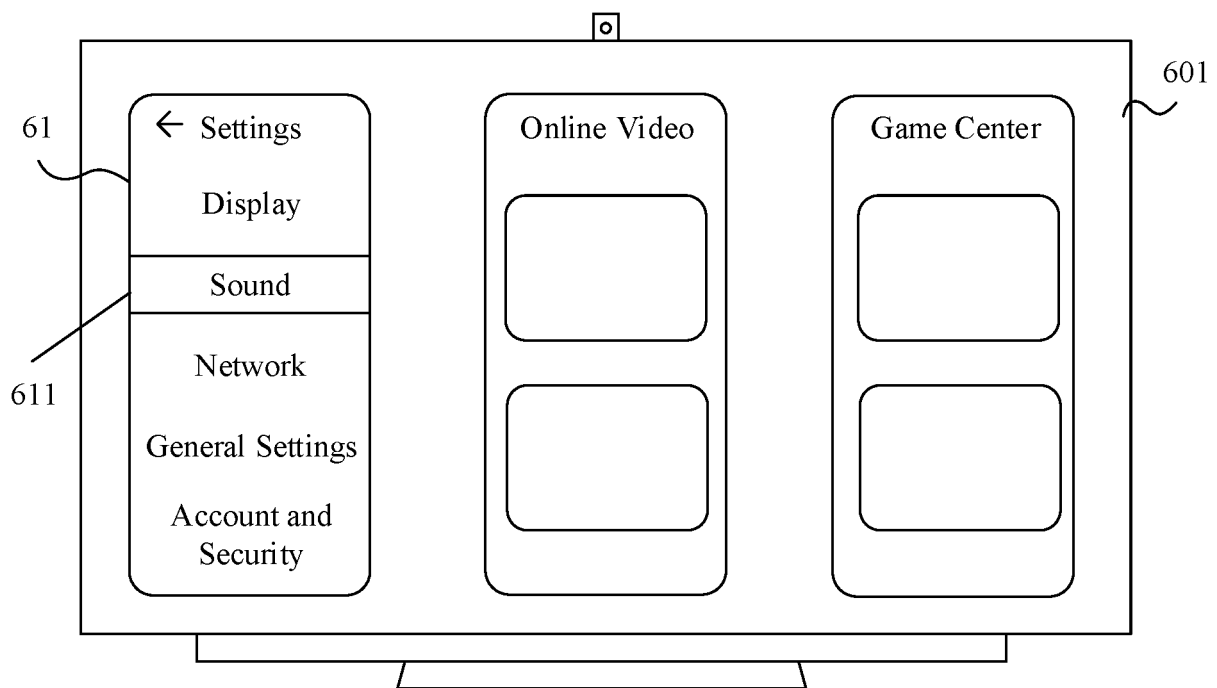 601
61
← Settings
Display
Sound
611
Network
General Settings
Account and
Security
Online Video
Game Center